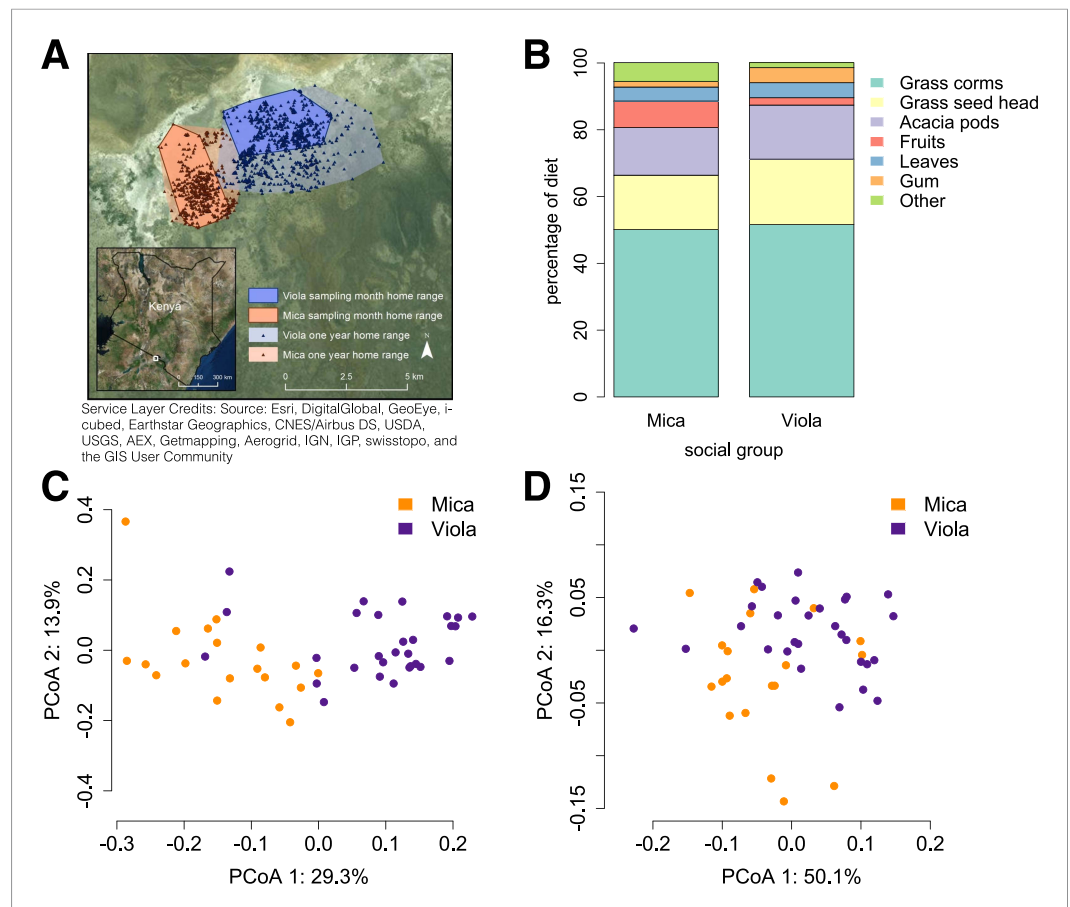 A
Kenya
0 150 300 km
Viola sampling month home range
Mica sampling month home range
Viola one year home range
Mica one year home range
N
0 2.5 5 km
Service Layer Credits: Source: Esri, DigitalGlobal, GeoEye, i-
cubed, Earthstar Geographics, CNES/Airbus DS, USDA,
USGS, AEX, Getmapping, Aerogrid, IGN, IGP, swisstopo, and
the GIS User Community
B
percentage of diet
100
80
60
40
20
0
Mica Viola
social group
Grass corms
Grass seed head
Acacia pods
Fruits
Leaves
Gum
Other
C
Mica
Viola
PCoA 2: 13.9%
0.4
0.2
0.0
-0.2
-0.4
-0.3 -0.2 -0.1 0.0 0.1 0.2
PCoA 1: 29.3%
D
Mica
Viola
PCoA 2: 16.3%
0.15
0.05
-0.05
-0.15
-0.2 -0.1 0.0 0.1 0.2
PCoA 1: 50.1%